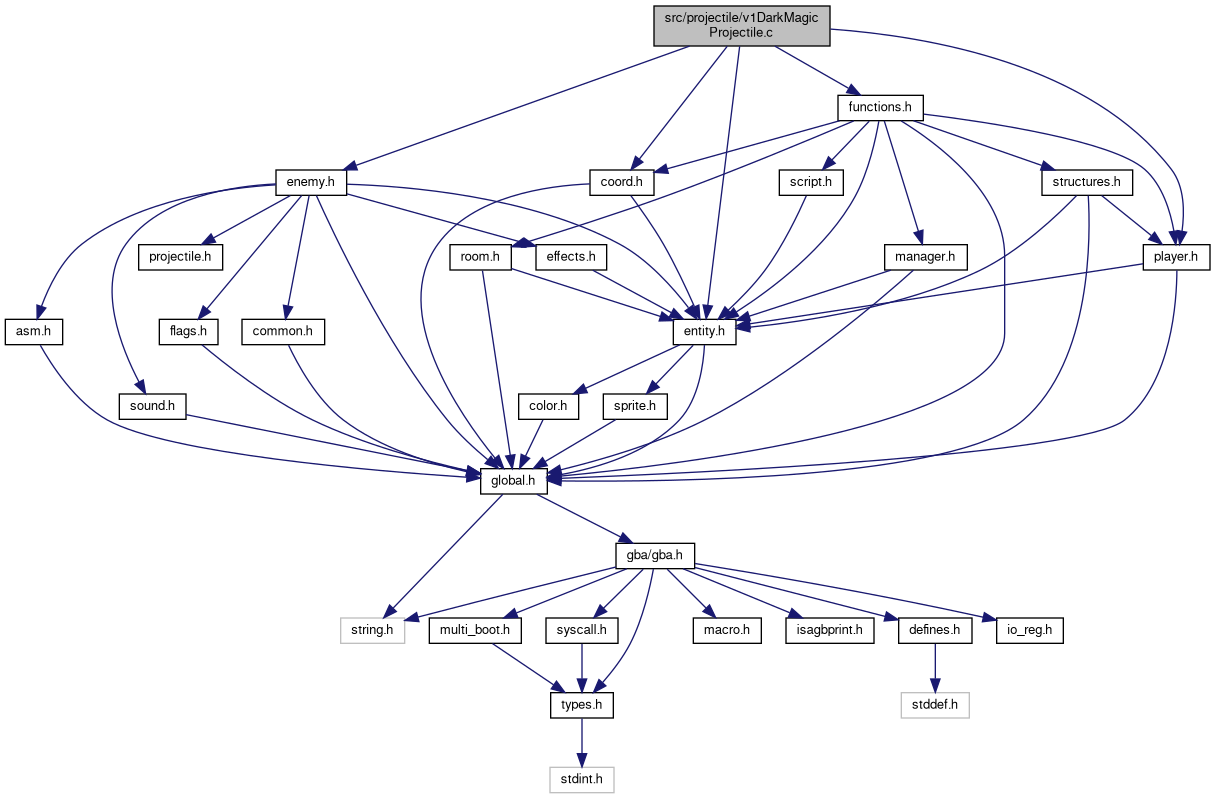 src/projectile/v1DarkMagic
Projectile.c
functions.h
enemy.h
coord.h
script.h
structures.h
projectile.h
room.h
effects.h
manager.h
player.h
asm.h
flags.h
common.h
entity.h
sound.h
color.h
sprite.h
global.h
gba/gba.h
string.h
multi_boot.h
syscall.h
macro.h
isagbprint.h
defines.h
io_reg.h
types.h
stddef.h
stdint.h